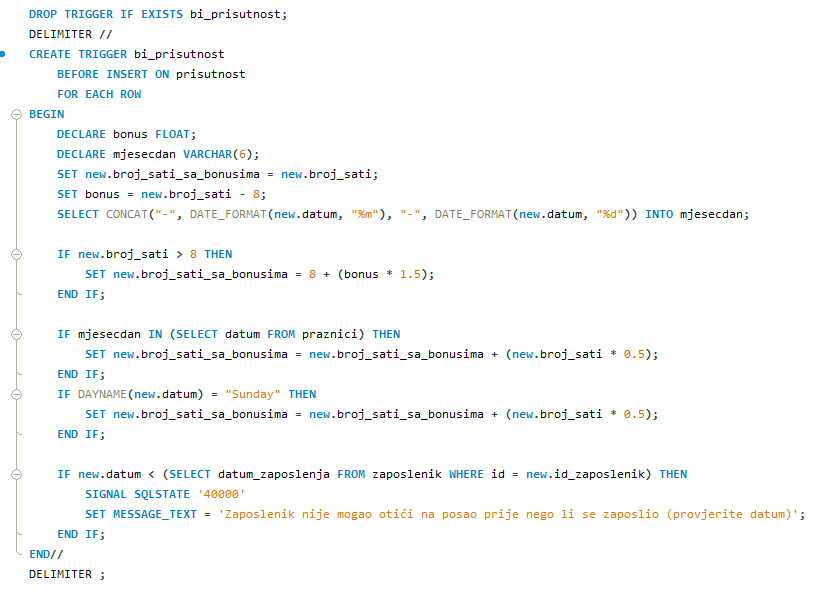 DROP TRIGGER IF EXISTS bi_prisutnost;
DELIMITER //
CREATE TRIGGER bi_prisutnost
    BEFORE INSERT ON prisutnost
    FOR EACH ROW
BEGIN
    DECLARE bonus FLOAT;
    DECLARE mjesecdan VARCHAR(6);
    SET new.broj_sati_sa_bonusima = new.broj_sati;
    SET bonus = new.broj_sati - 8;
    SELECT CONCAT("-", DATE_FORMAT(new.datum, "%m"), "-", DATE_FORMAT(new.datum, "%d")) INTO mjesecdan;

    IF new.broj_sati > 8 THEN
        SET new.broj_sati_sa_bonusima = 8 + (bonus * 1.5);
    END IF;

    IF mjesecdan IN (SELECT datum FROM praznici) THEN
        SET new.broj_sati_sa_bonusima = new.broj_sati_sa_bonusima + (new.broj_sati * 0.5);
    END IF;
    IF DAYNAME(new.datum) = "Sunday" THEN
        SET new.broj_sati_sa_bonusima = new.broj_sati_sa_bonusima + (new.broj_sati * 0.5);
    END IF;

    IF new.datum < (SELECT datum_zaposlenja FROM zaposlenik WHERE id = new.id_zaposlenik) THEN
        SIGNAL SQLSTATE '40000'
        SET MESSAGE_TEXT = 'Zaposlenik nije mogao otići na posao prije nego li se zaposlio (provjerite datum)';
    END IF;
END//
DELIMITER ;